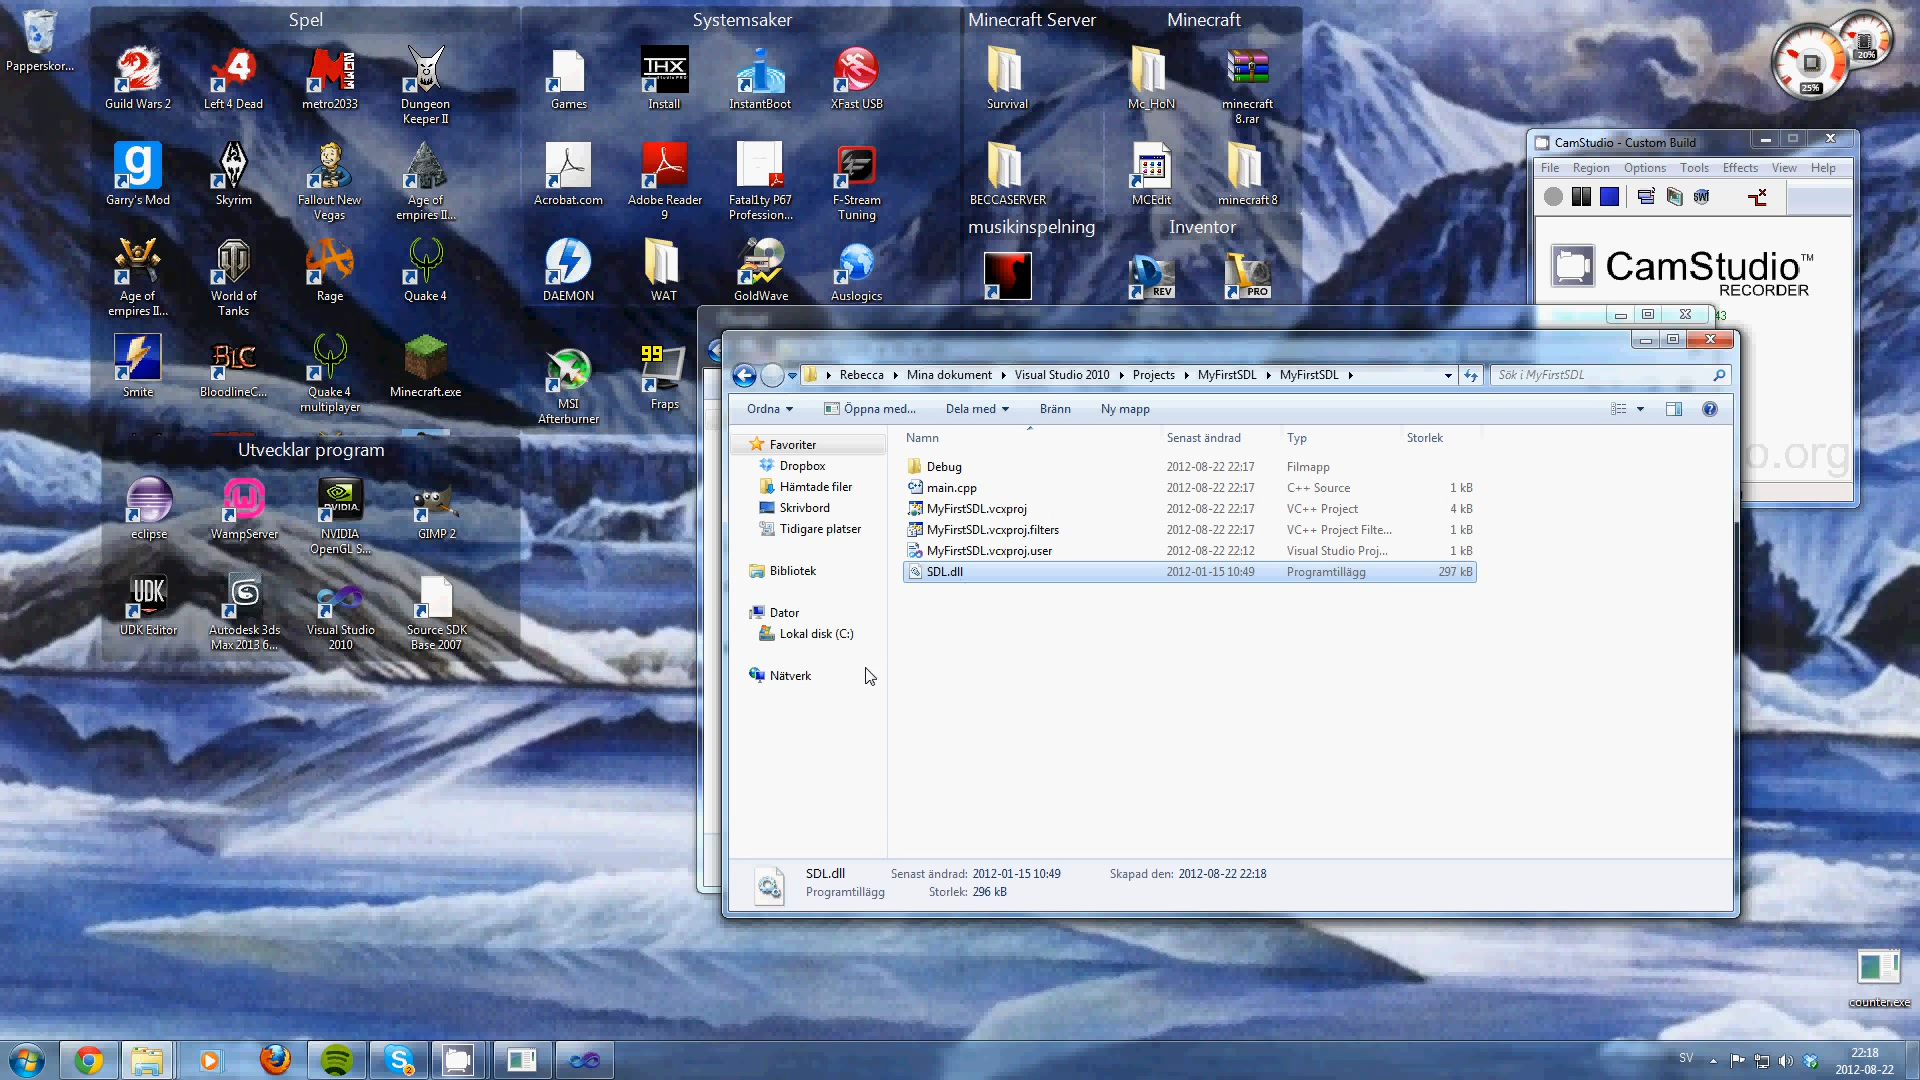 Spel
Systemsaker
Minecraft Server
Minecraft
Papperskor...
Guild Wars 2
Left 4 Dead
metro2033
Dungeon
Keeper II
Games
Install
InstantBoot
XFast USB
Survival
Mc_HoN
minecraft
8.rar
THX
25%
20%
CamStudio - Custom Build
File Region Options Tools Effects View Help
Garry's Mod
Skyrim
Fallout New
Vegas
Age of
empires II...
Acrobat.com
Adobe Reader
9
Fatal1ty P67
Profession...
F-Stream
Tuning
BECCASERVER
MCEdit
minecraft 8
musikinspelning
Inventor
CamStudio™
RECORDER
Age of
empires II...
World of
Tanks
Rage
Quake 4
DAEMON
WAT
GoldWave
Auslogics
REV
PRO
43
Smite
BloodlineC...
Quake 4
multiplayer
Minecraft.exe
MSI
Afterburner
99
Fraps
Rebecca
Mina dokument
Visual Studio 2010
Projects
MyFirstSDL
MyFirstSDL
Sök i MyFirstSDL
Ordna
Öppna med...
Dela med
Bränn
Ny mapp
Namn
Senast ändrad
Typ
Storlek
Favoriter
Dropbox
Hämtade filer
Skrivbord
Tidigare platser
Bibliotek
Dator
Lokal disk (C:)
Nätverk
Debug 2012-08-22 22:17 Filmapp
main.cpp 2012-08-22 22:17 C++ Source 1 kB
MyFirstSDL.vcxproj 2012-08-22 22:17 VC++ Project 4 kB
MyFirstSDL.vcxproj.filters 2012-08-22 22:17 VC++ Project Filte... 1 kB
MyFirstSDL.vcxproj.user 2012-08-22 22:12 Visual Studio Proj... 1 kB
SDL.dll 2012-01-15 10:49 Programtillägg 297 kB
o.org
Utvecklar program
eclipse
WampServer
NVIDIA
OpenGL S...
GIMP 2
UDK
UDK Editor
Autodesk 3ds
Max 2013 6...
Visual Studio
2010
Source SDK
Base 2007
SDL.dll Senast ändrad: 2012-01-15 10:49 Skapad den: 2012-08-22 22:18
Programtillägg Storlek: 296 kB
counter.exe
SV
22:18
2012-08-22